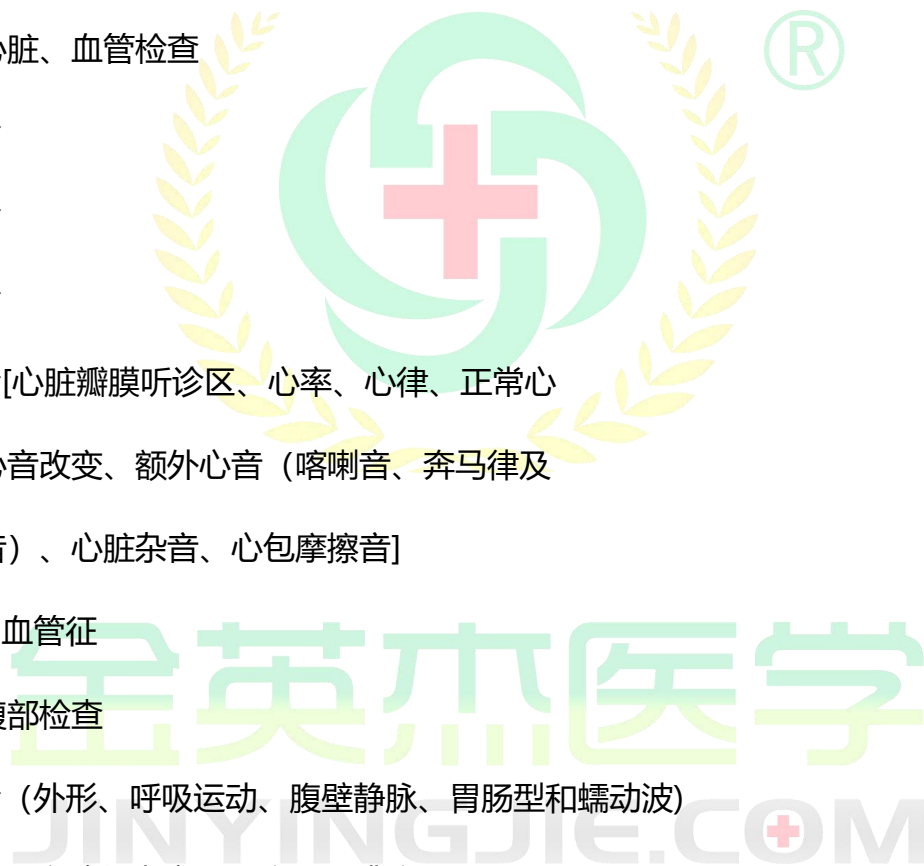 脏、血管检查
[心脏瓣膜听诊区、心率、心律、正常心
音改变、额外心音（喀喇音、奔马律及
）、心脏杂音、心包摩擦音]
血管征
部检查
（外形、呼吸运动、腹壁静脉、胃肠型和蠕动波)
金英杰医学
JINYINGJIE.COM
®